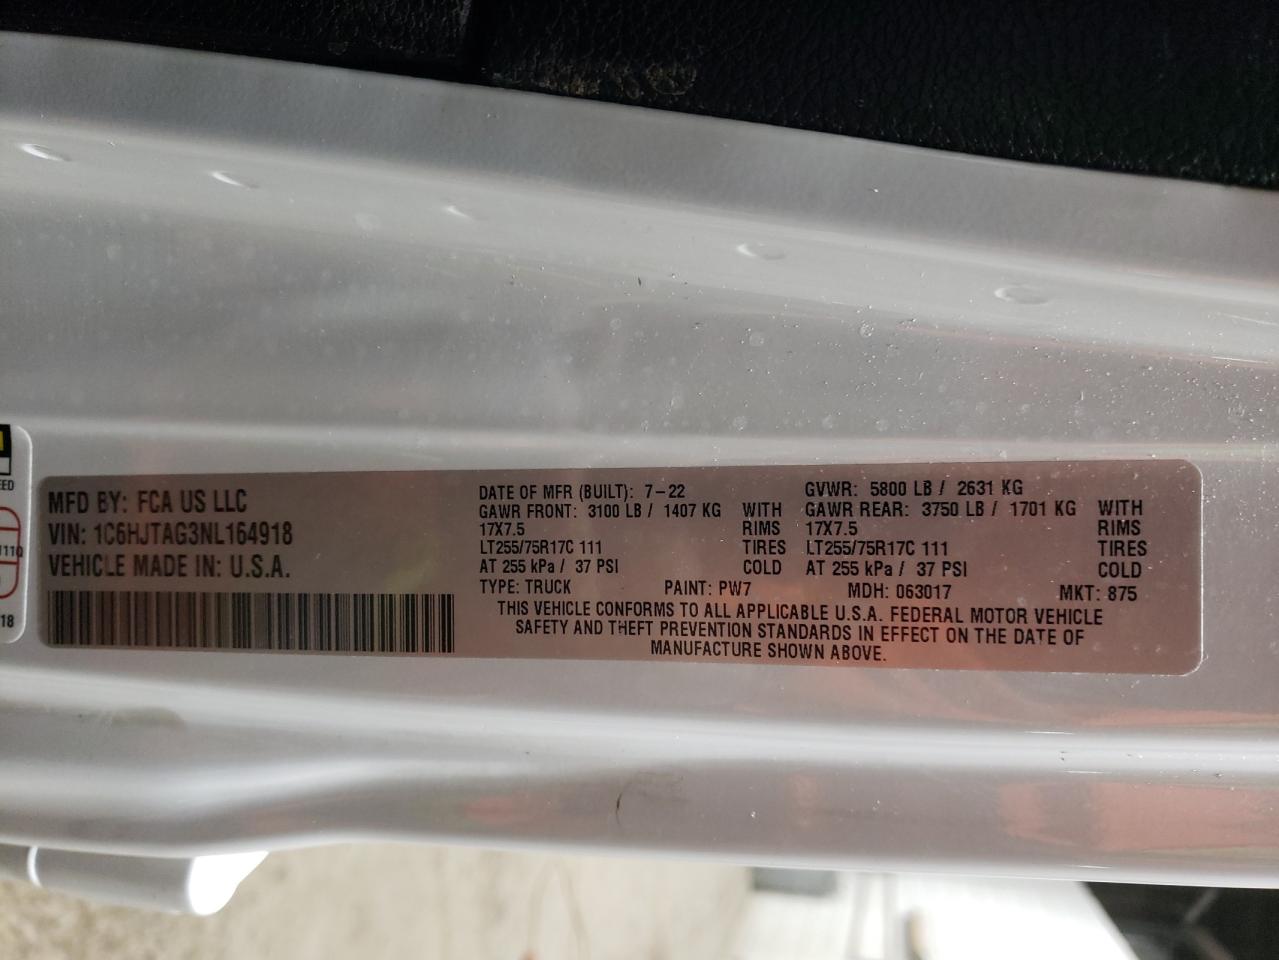 EED
J11Q
18
MFD BY: FCA US LLC
VIN: 1C6HJTAG3NL164918
VEHICLE MADE IN: U.S.A.
DATE OF MFR (BUILT): 7-22 GVWR: 5800 LB / 2631 KG
GAWR FRONT: 3100 LB / 1407 KG WITH GAWR REAR: 3750 LB / 1701 KG WITH
17X7.5 RIMS 17X7.5 RIMS
LT255/75R17C 111 TIRES LT255/75R17C 111 TIRES
AT 255 kPa / 37 PSI COLD AT 255 kPa / 37 PSI COLD
TYPE: TRUCK PAINT: PW7 MDH: 063017 MKT: 875
THIS VEHICLE CONFORMS TO ALL APPLICABLE U.S.A. FEDERAL MOTOR VEHICLE
SAFETY AND THEFT PREVENTION STANDARDS IN EFFECT ON THE DATE OF
MANUFACTURE SHOWN ABOVE.